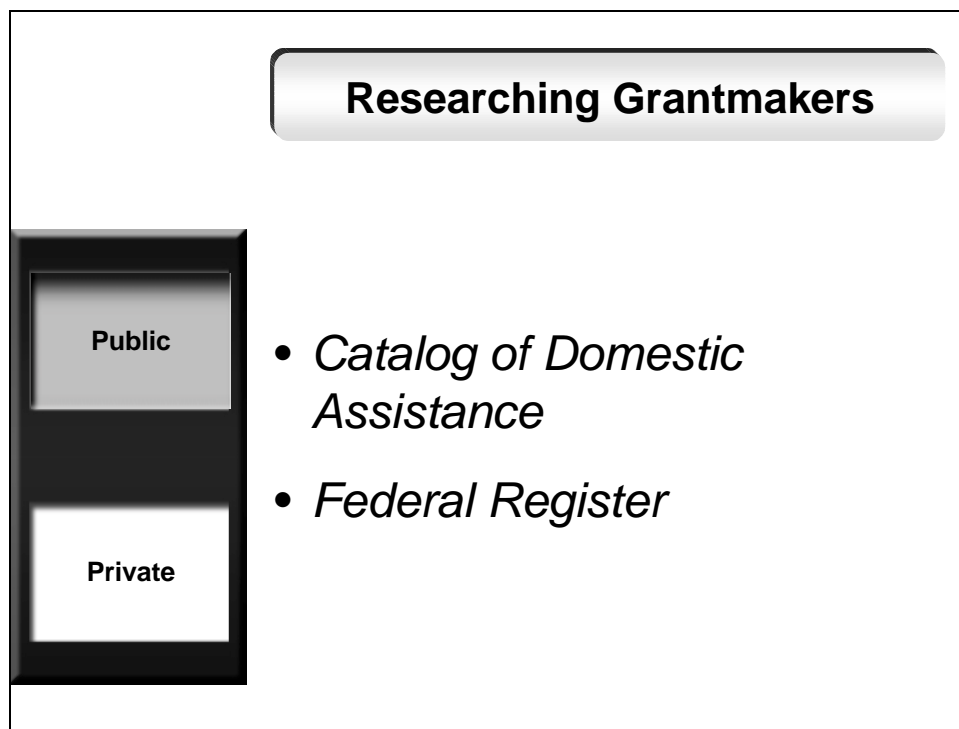 Researching Grantmakers
Public
Private
• Catalog of Domestic
Assistance
• Federal Register